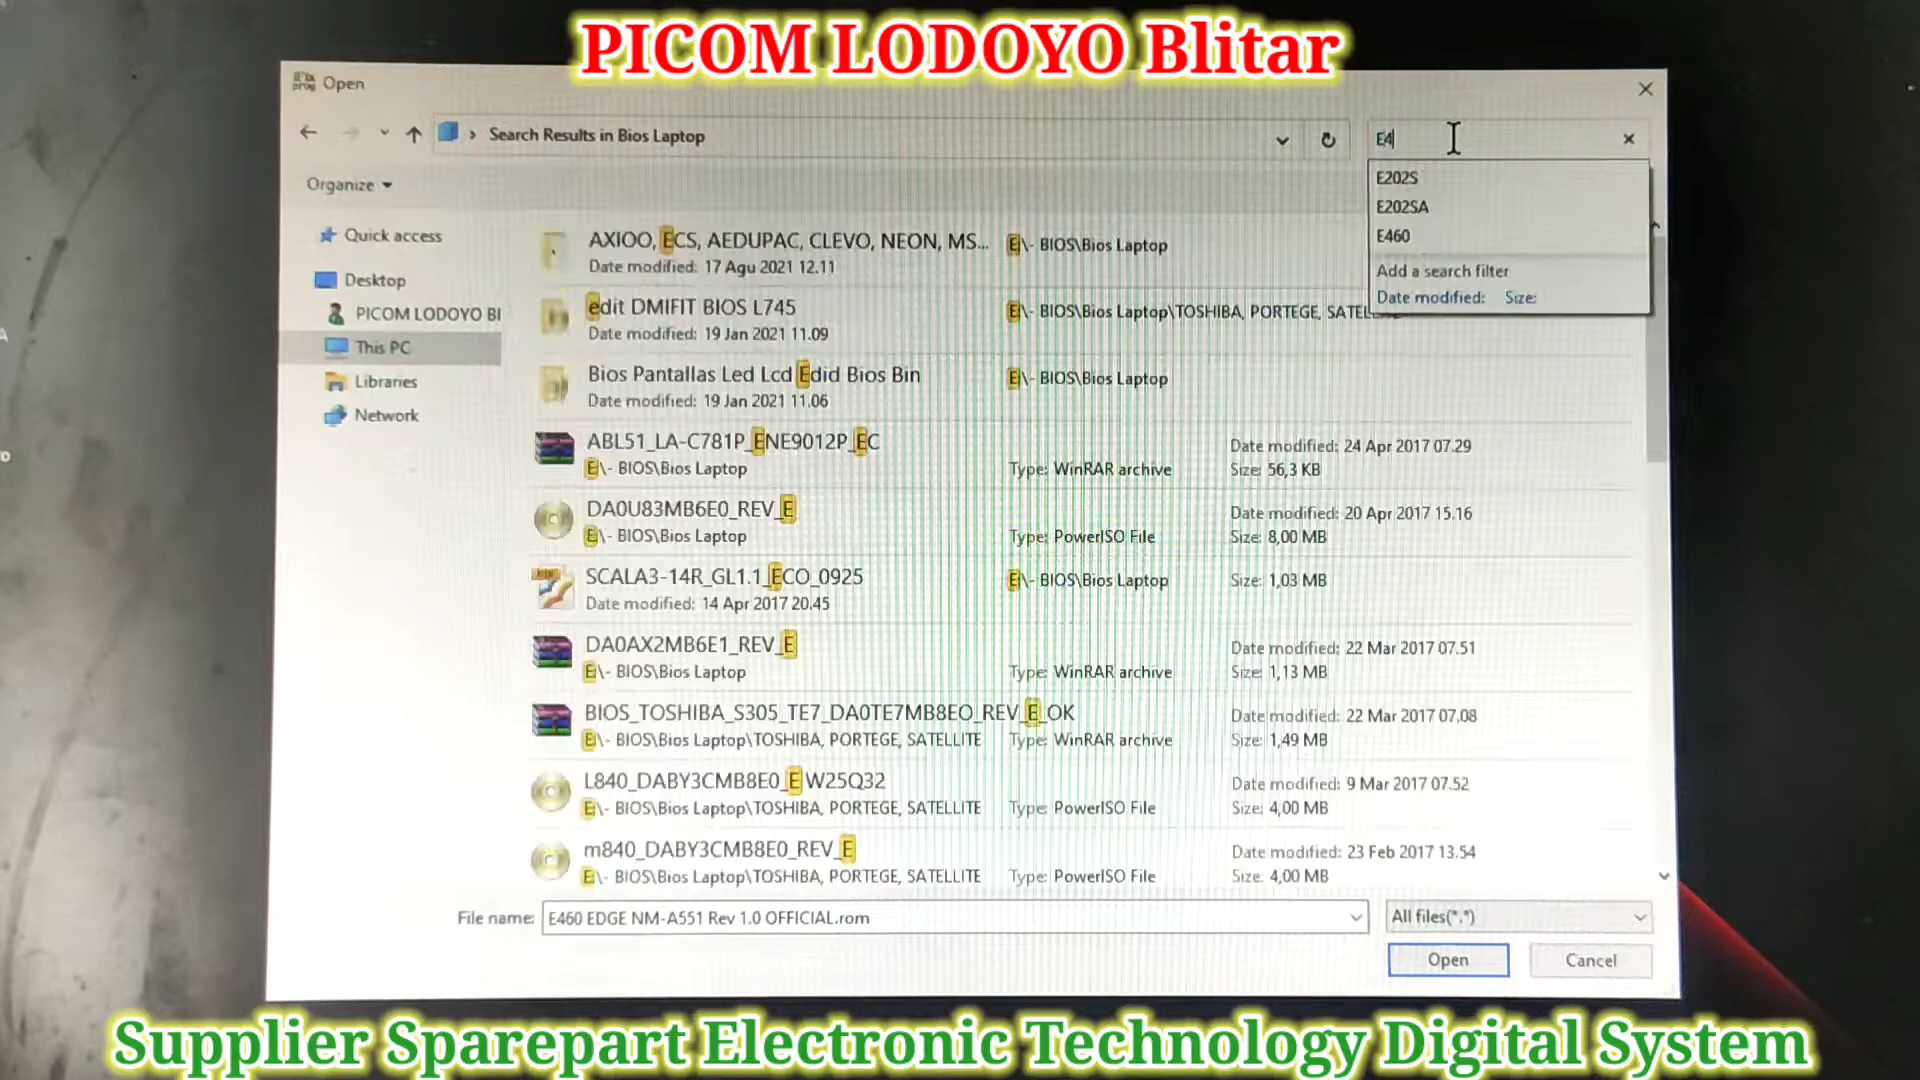 PICOM LODOYO Blitar
Open
Search Results in Bios Laptop
E4
E202S
E202SA
E460
Add a search filter
Date modified: Size:
Organize
Quick access
Desktop
PICOM LODOYO BI
This PC
Libraries
Network
AXIOO, ECS, AEDUPAC, CLEVO, NEON, MS...
E\- BIOS\Bios Laptop
Date modified: 17 Agu 2021 12.11
edit DMIFIT BIOS L745
E\- BIOS\Bios Laptop\TOSHIBA, PORTEGE,
Date modified: 19 Jan 2021 11.09
Bios Pantallas Led Lcd Edid Bios Bin
E\- BIOS\Bios Laptop
Date modified: 19 Jan 2021 11.06
ABL51_LA-C781P_ENE9012P_EC
Date modified: 24 Apr 2017 07.29
E\- BIOS\Bios Laptop
Type: WinRAR archive
Size: 56,3 KB
DA0U83MB6E0_REV_E
Date modified: 20 Apr 2017 15.16
E\- BIOS\Bios Laptop
Type: PowerISO File
Size: 8,00 MB
SCALA3-14R_GL1.1_ECO_0925
E\- BIOS\Bios Laptop
Size: 1,03 MB
Date modified: 14 Apr 2017 20.45
DA0AX2MB6E1_REV_E
Date modified: 22 Mar 2017 07.51
E\- BIOS\Bios Laptop
Type: WinRAR archive
Size: 1,13 MB
BIOS_TOSHIBA_S305_TE7_DA0TE7MB8EO_REV_E_OK
Date modified: 22 Mar 2017 07.08
E\- BIOS\Bios Laptop\TOSHIBA, PORTEGE, SATELLITE
Type: WinRAR archive
Size: 1,49 MB
L840_DABY3CMB8E0_E W25Q32
Date modified: 9 Mar 2017 07.52
E\- BIOS\Bios Laptop\TOSHIBA, PORTEGE, SATELLITE
Type: PowerISO File
Size: 4,00 MB
m840_DABY3CMB8E0_REV_E
Date modified: 23 Feb 2017 13.54
E\- BIOS\Bios Laptop\TOSHIBA, PORTEGE, SATELLITE
Type: PowerISO File
Size: 4,00 MB
File name: E460 EDGE NM-A551 Rev 1.0 OFFICIAL.rom
All files(*.*)
Open
Cancel
Supplier Sparepart Electronic Technology Digital System